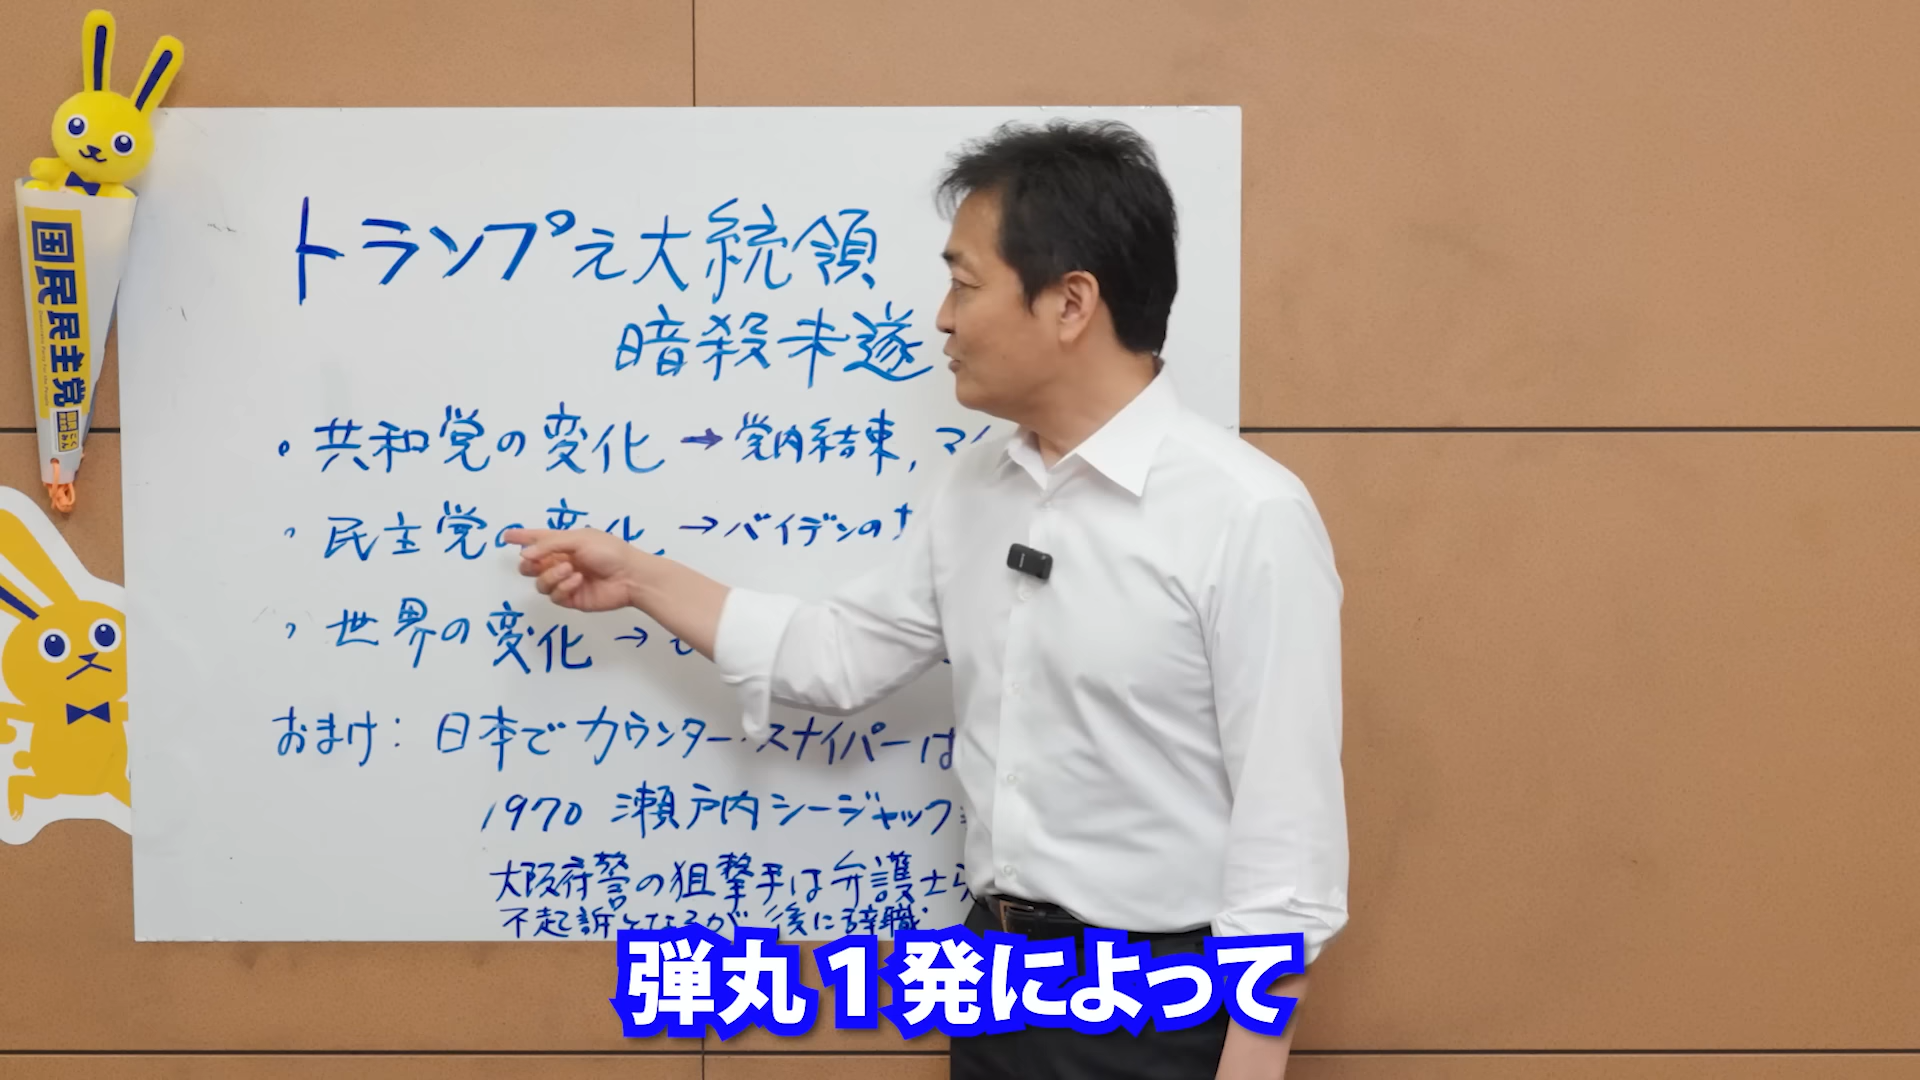 国民民主党
トランプ元大統領
暗殺未遂
・共和党の変化→党内結束,マ
・民主党の変化→バイデンの
・世界の変化→
おまけ：日本でカウンター・スナイパーは
1970 瀬戸内シージャック
大阪府警の狙撃手は弁護士ら
不起訴となるが 後に辞職
弾丸１発によって